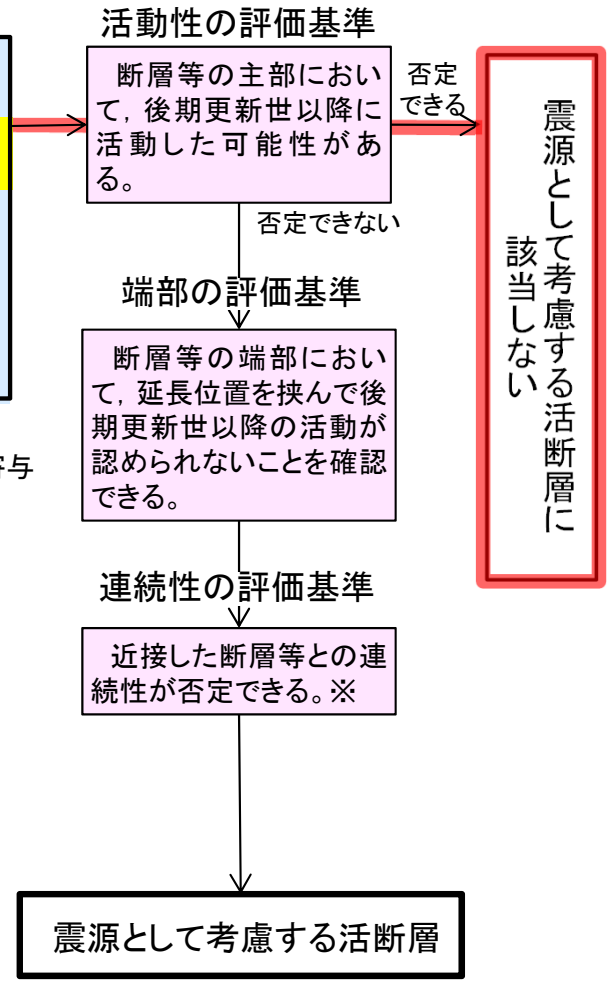 活動性の評価基準
断層等の主部におい
て，後期更新世以降に
活動した可能性があ
る。
否定
できる
震源として考慮する活断層に
該当しない
否定できない
端部の評価基準
断層等の端部におい
て，延長位置を挟んで後
期更新世以降の活動が
認められないことを確認
できる。
与
連続性の評価基準
近接した断層等との連
続性が否定できる。※
震源として考慮する活断層